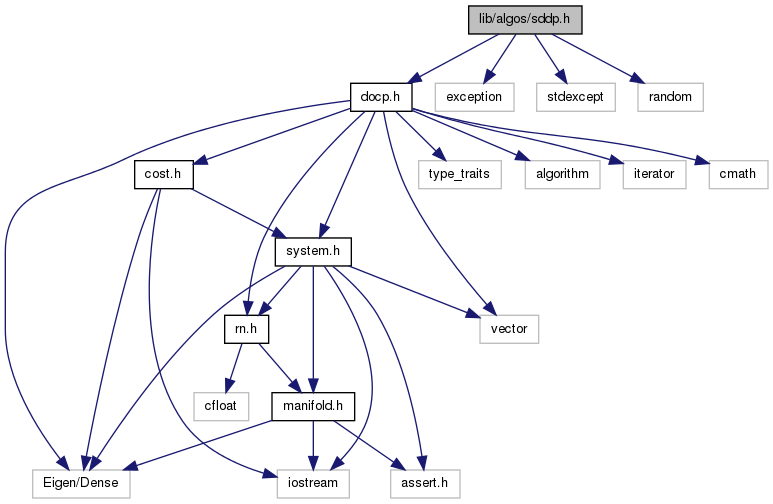 lib/algos/sddp.h
docp.h
exception
stdexcept
random
cost.h
type_traits
algorithm
iterator
cmath
system.h
rn.h
vector
cfloat
manifold.h
Eigen/Dense
iostream
assert.h